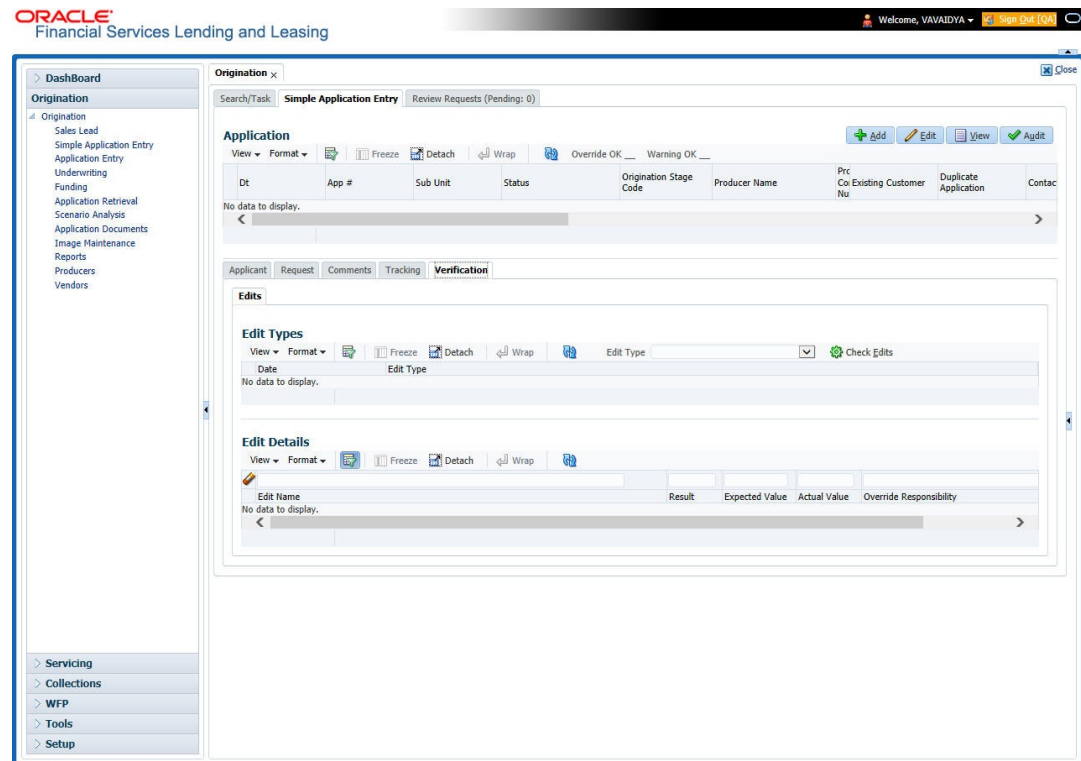 ORACLE
Financial Services Lending and Leasing
Welcome, VAVAIDYA
Sign Out [QA]
DashBoard
Origination
Origination
Sales Lead
Simple Application Entry
Application Entry
Underwriting
Funding
Application Retrieval
Scenario Analysis
Application Documents
Image Maintenance
Reports
Producers
Vendors
Servicing
Collections
WFP
Tools
Setup
Origination ×
Close
Search/Task Simple Application Entry Review Requests (Pending: 0)
Application
Add Edit View Audit
View Format Freeze Detach Wrap Override OK __ Warning OK __
Dt App # Sub Unit Status Origination Stage Code Producer Name Existing Customer Duplicate Application Contac
No data to display.
Applicant Request Comments Tracking Verification
Edits
Edit Types
View Format Freeze Detach Wrap Edit Type Check Edits
Date Edit Type
No data to display.
Edit Details
View Format Freeze Detach Wrap
Edit Name Result Expected Value Actual Value Override Responsibility
No data to display.